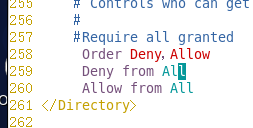 255    # Controls who can get
256    #
257    #Require all granted
258     Order Deny,Allow
259     Deny from All
260     Allow from All
261 </Directory>
262